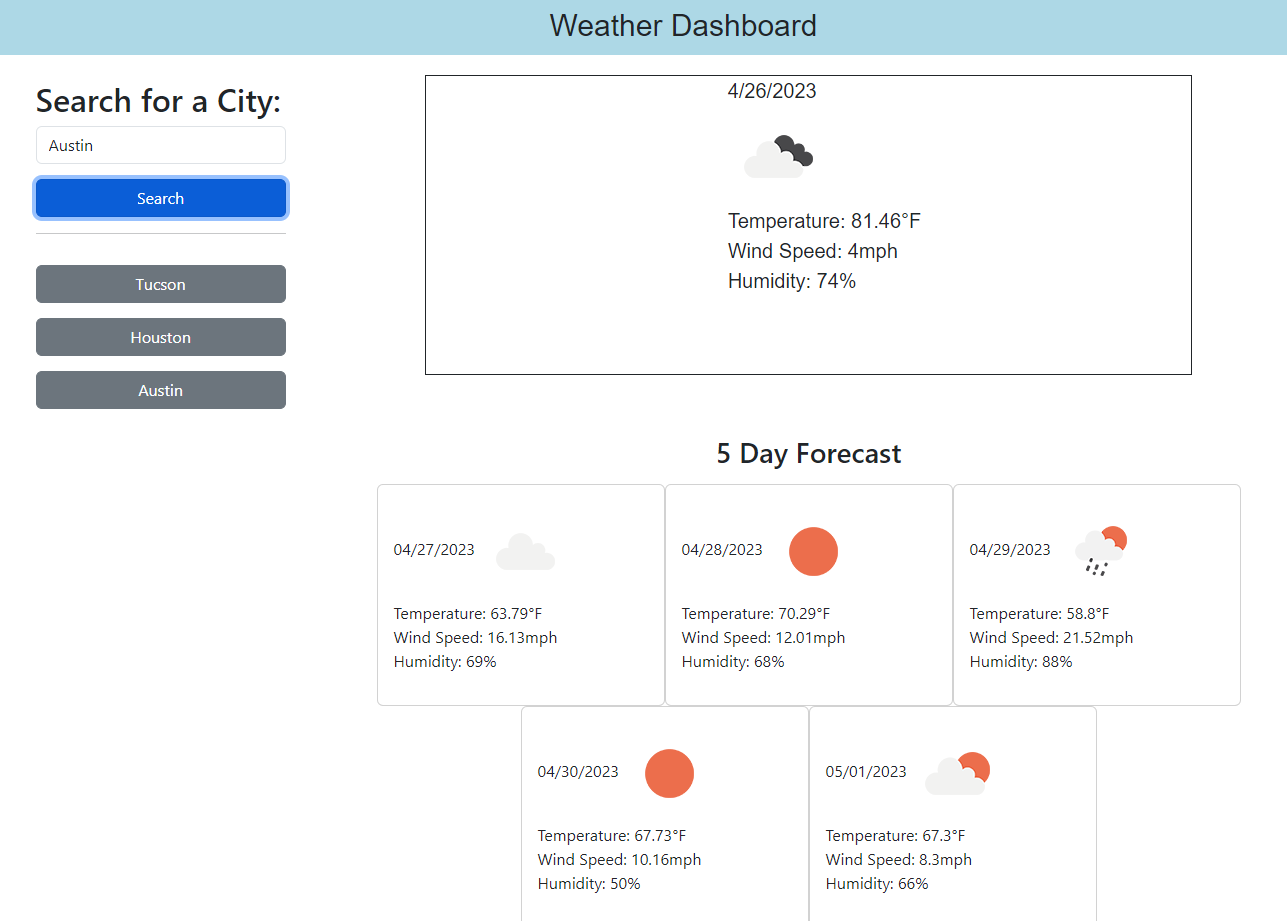 Weather Dashboard
Search for a City:
Austin
Search
Tucson
Houston
Austin
4/26/2023
Temperature: 81.46°F
Wind Speed: 4mph
Humidity: 74%
5 Day Forecast
04/27/2023
Temperature: 63.79°F
Wind Speed: 16.13mph
Humidity: 69%
04/28/2023
Temperature: 70.29°F
Wind Speed: 12.01mph
Humidity: 68%
04/29/2023
Temperature: 58.8°F
Wind Speed: 21.52mph
Humidity: 88%
04/30/2023
Temperature: 67.73°F
Wind Speed: 10.16mph
Humidity: 50%
05/01/2023
Temperature: 67.3°F
Wind Speed: 8.3mph
Humidity: 66%